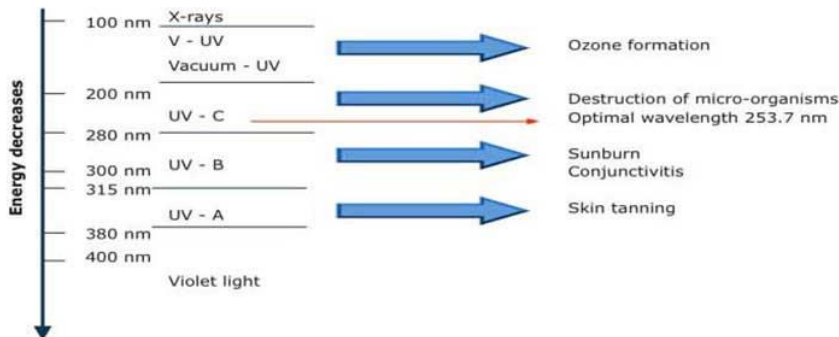 Energy decreases
100 nm
200 nm
280 nm
300 nm
315 nm
380 nm
400 nm
X-rays
V - UV
Vacuum - UV
UV - C
UV - B
UV - A
Violet light
Ozone formation
Destruction of micro-organisms
Optimal wavelength 253.7 nm
Sunburn
Conjunctivitis
Skin tanning